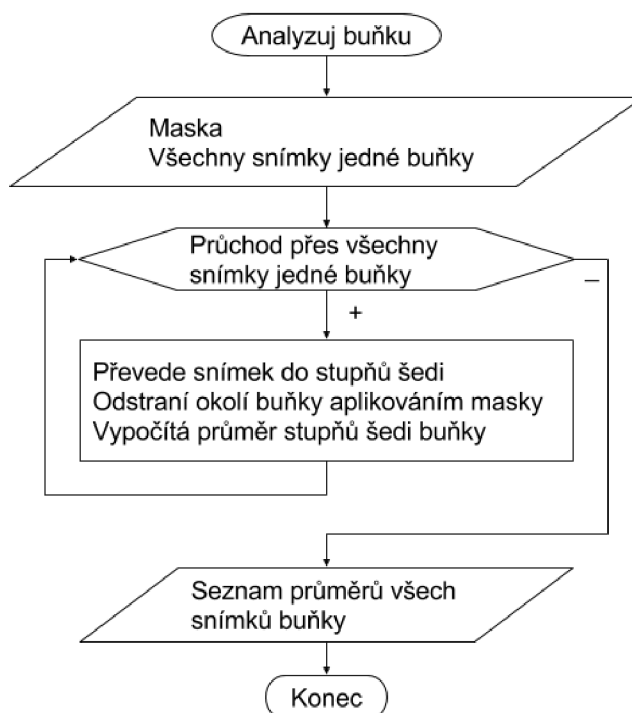 Analyzuj buňku
Maska
Všechny snímky jedné buňky
Průchod přes všechny
snímky jedné buňky
–
+
Převede snímek do stupňů šedi
Odstraní okolí buňky aplikováním masky
Vypočítá průměr stupňů šedi buňky
Seznam průměrů všech
snímků buňky
Konec